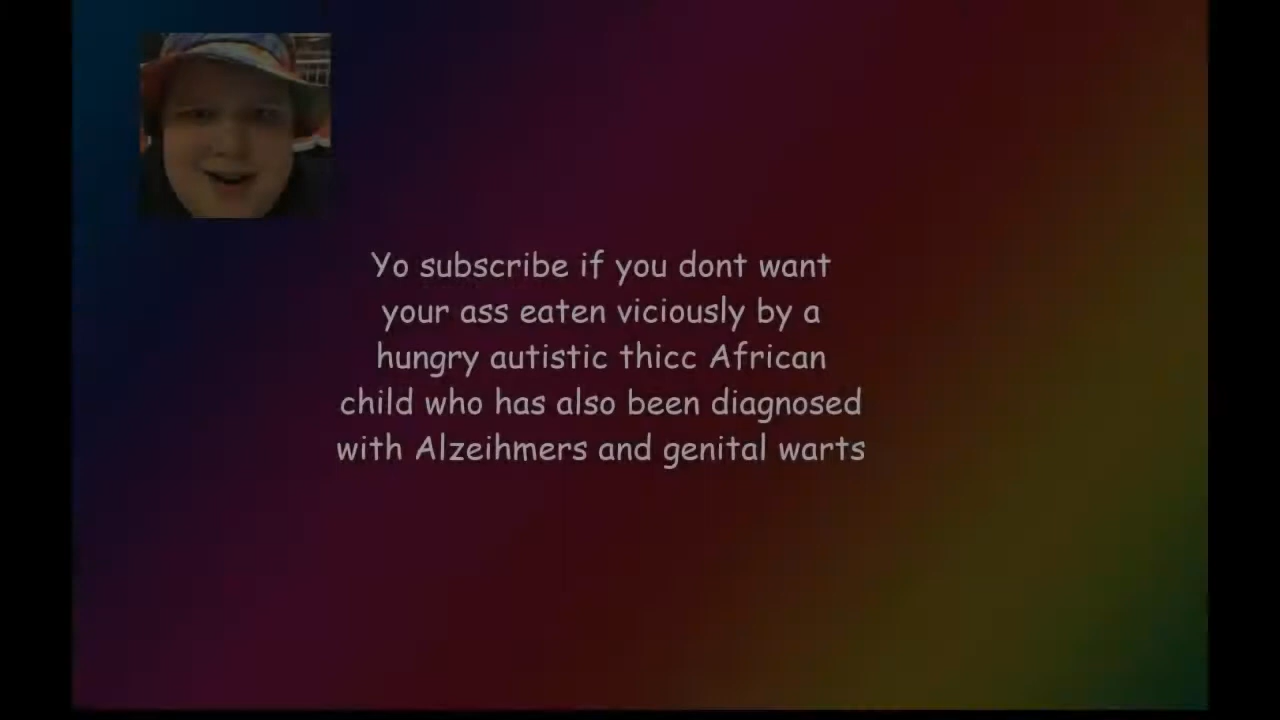 Yo subscribe if you dont want
your ass eaten viciously by a
hungry autistic thicc African
child who has also been diagnosed
with Alzeihmers and genital warts